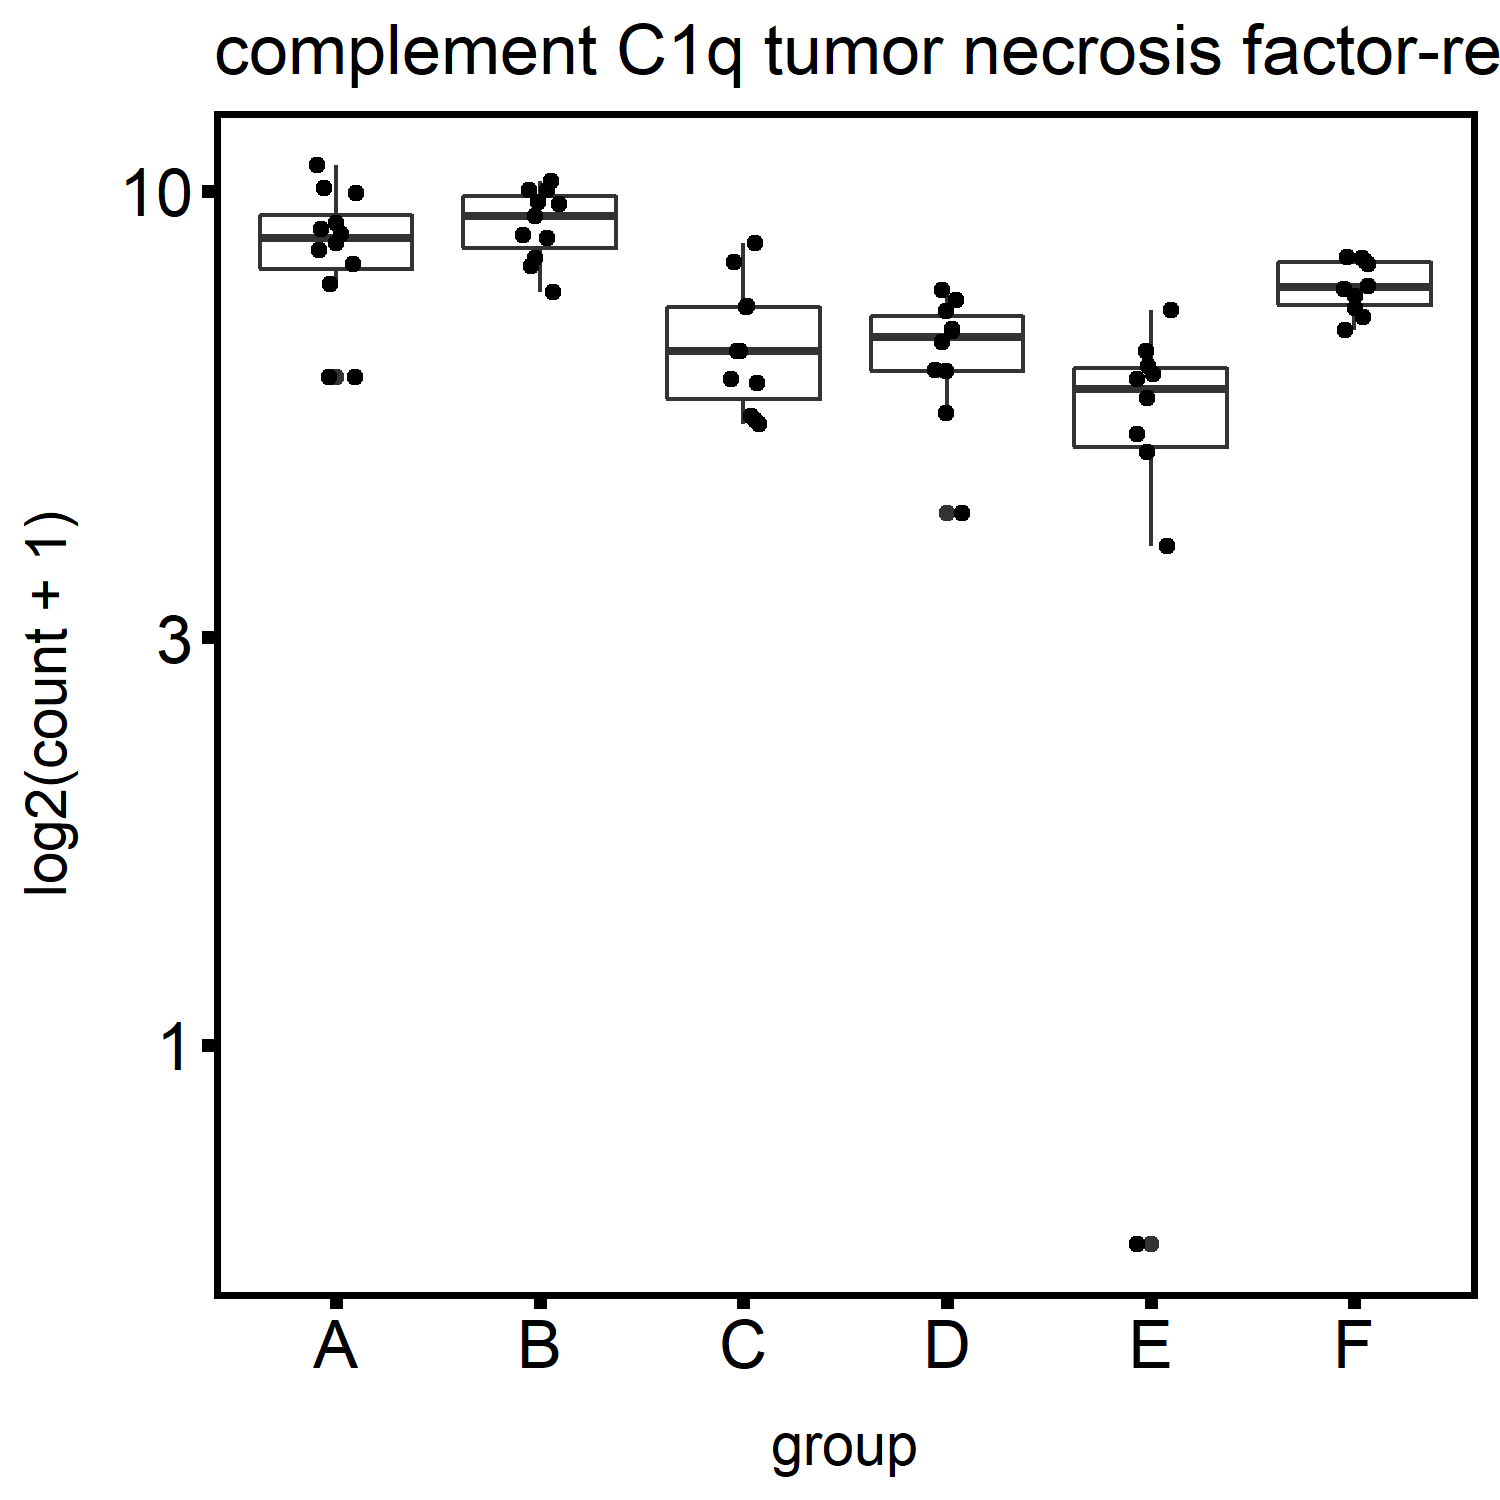 complement C1q tumor necrosis factor-re
10
3
1
log2(count + 1)
A B C D E F
group